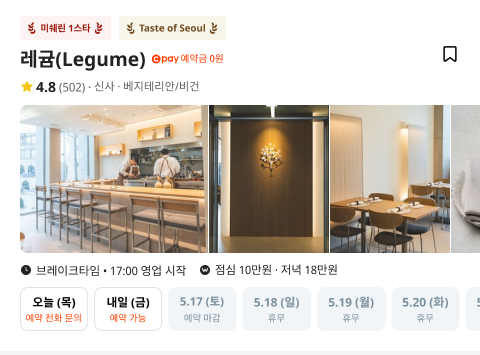 미쉐린 1스타
Taste of Seoul
레귬(Legume) pay 예약금 0원
4.8 (502) · 신사 · 베지테리안/비건
브레이크타임 • 17:00 영업 시작 ₩ 점심 10만원 · 저녁 18만원
오늘 (목) 내일 (금) 5.17 (토) 5.18 (일) 5.19 (월) 5.20 (화)
예약 전화 문의 예약 가능 예약 마감 휴무 휴무 휴무